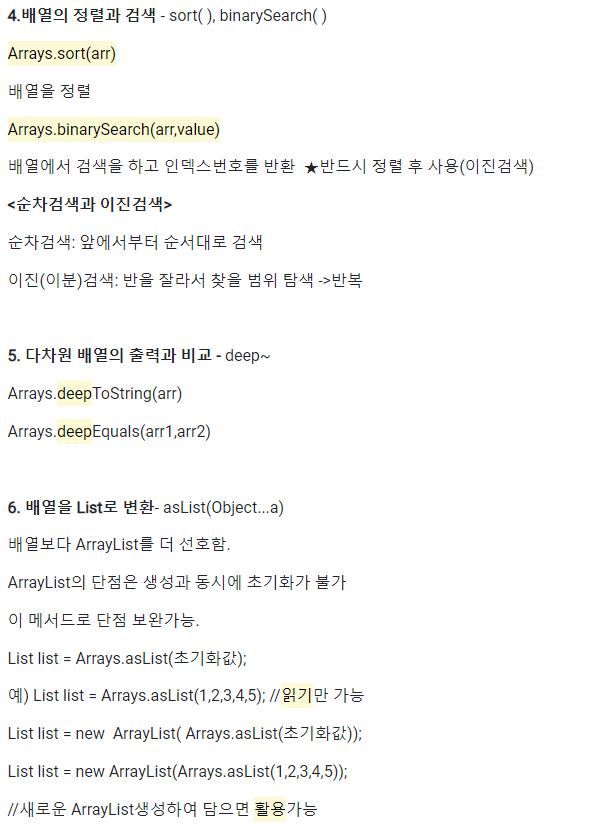 4.배열의 정렬과 검색 - sort( ), binarySearch( )
Arrays.sort(arr)
배열을 정렬
Arrays.binarySearch(arr,value)
배열에서 검색을 하고 인덱스번호를 반환 ★반드시 정렬 후 사용(이진검색)
<순차검색과 이진검색>
순차검색: 앞에서부터 순서대로 검색
이진(이분)검색: 반을 잘라서 찾을 범위 탐색 ->반복
5. 다차원 배열의 출력과 비교 - deep~
Arrays.deepToString(arr)
Arrays.deepEquals(arr1,arr2)
6. 배열을 List로 변환- asList(Object...a)
배열보다 ArrayList를 더 선호함.
ArrayList의 단점은 생성과 동시에 초기화가 불가
이 메서드로 단점 보완가능.
List list = Arrays.asList(초기화값);
예) List list = Arrays.asList(1,2,3,4,5); //읽기만 가능
List list = new  ArrayList( Arrays.asList(초기화값));
List list = new ArrayList(Arrays.asList(1,2,3,4,5));
//새로운 ArrayList생성하여 담으면 활용가능